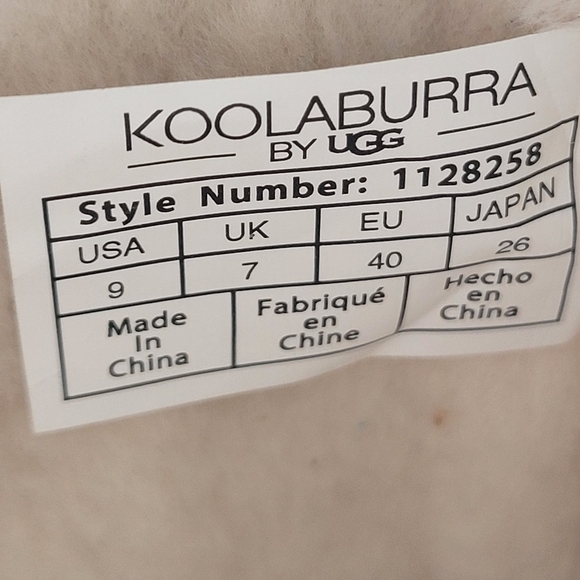 KOOLABURRA
BY UGG
Style Number: 1128258
USA UK EU JAPAN
9 7 40 26
Made In China
Fabriqué en Chine
Hecho en China